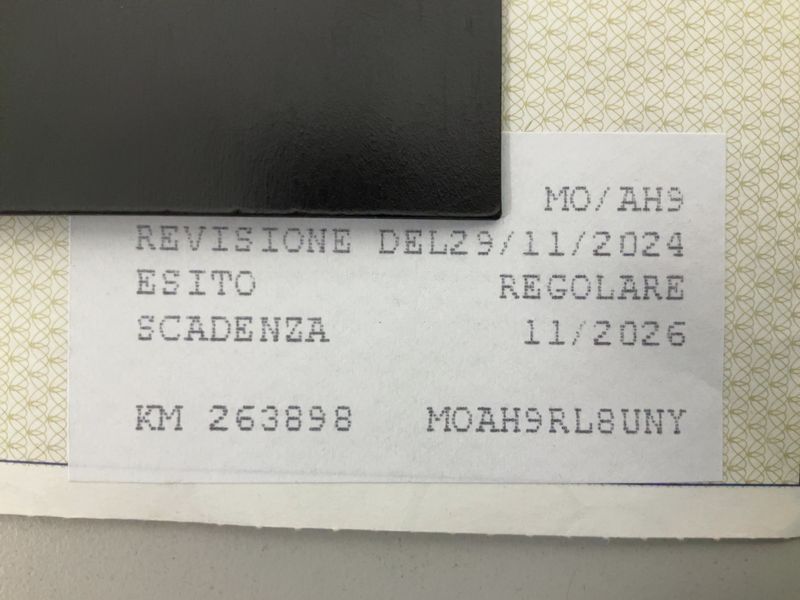 MO/AH9
REVISIONE DEL29/11/2024
ESITO REGOLARE
SCADENZA 11/2026
KM 263898 MOAH9RL8UNY